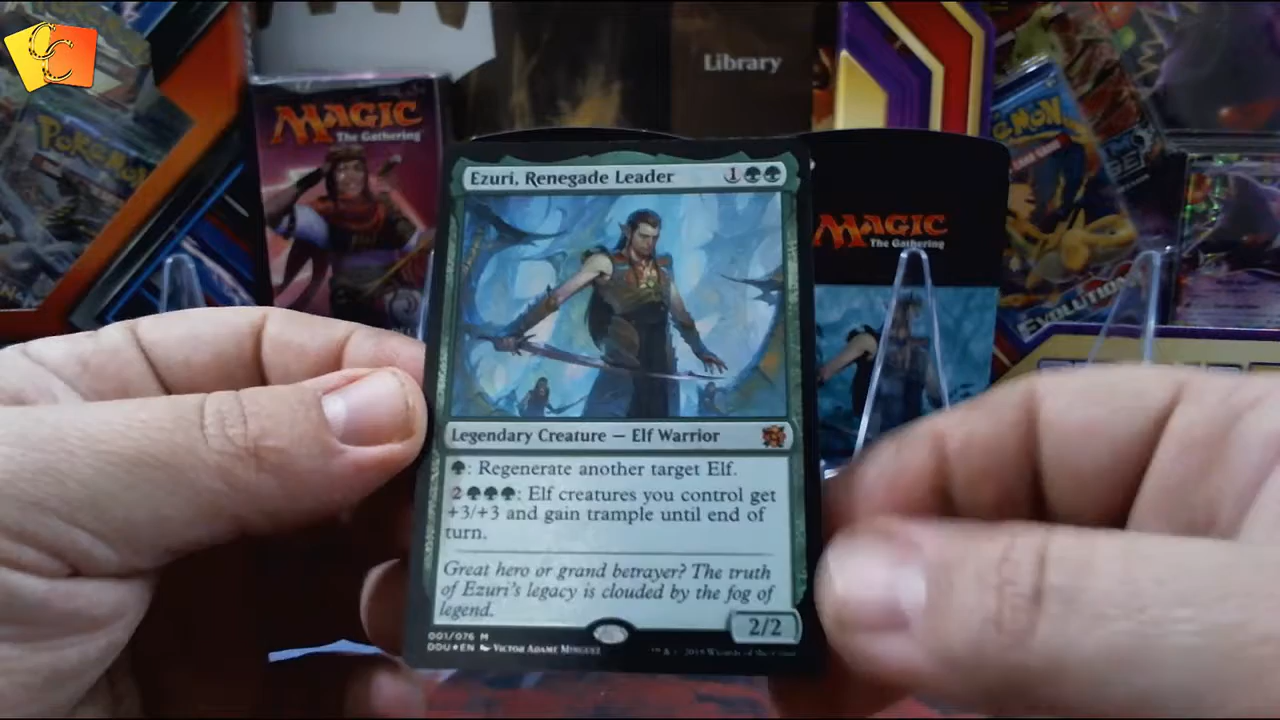 CC
Library
POKÉMON
MAGIC
The Gathering
MAGIC
The Gathering
EVOLUTIONS
Ezuri, Renegade Leader 1
Legendary Creature — Elf Warrior
: Regenerate another target Elf.
2 : Elf creatures you control get
+3/+3 and gain trample until end of
turn.
Great hero or grand betrayer? The truth
of Ezuri's legacy is clouded by the fog of
legend.
2/2
001/076 M
DDU★EN Victor Adame Minguez